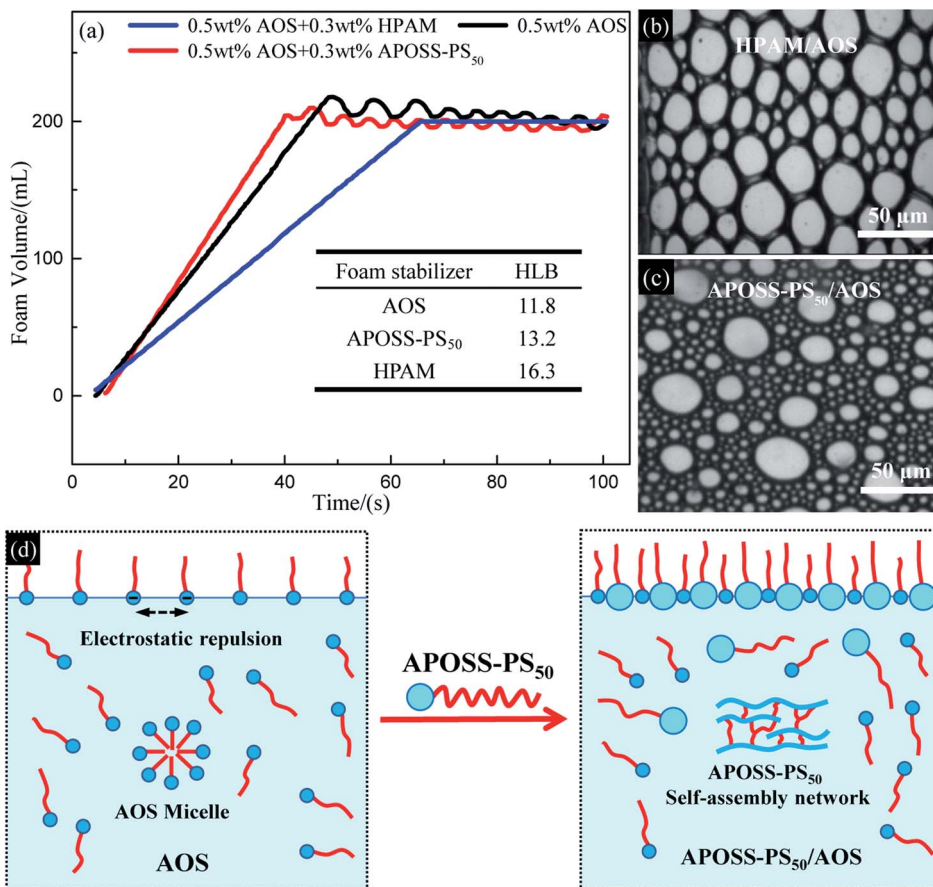 (a)
0.5wt% AOS+0.3wt% HPAM
0.5wt% AOS
0.5wt% AOS+0.3wt% APOSS-PS₅₀
Foam Volume/(mL)
200
100
0
Foam stabilizer HLB
AOS 11.8
APOSS-PS₅₀ 13.2
HPAM 16.3
0 20 40 60 80 100
Time/(s)
(b)
HPAM/AOS
50 µm
(c)
APOSS-PS₅₀/AOS
50 µm
(d)
Electrostatic repulsion
AOS Micelle
AOS
APOSS-PS₅₀
APOSS-PS₅₀
Self-assembly network
APOSS-PS₅₀/AOS